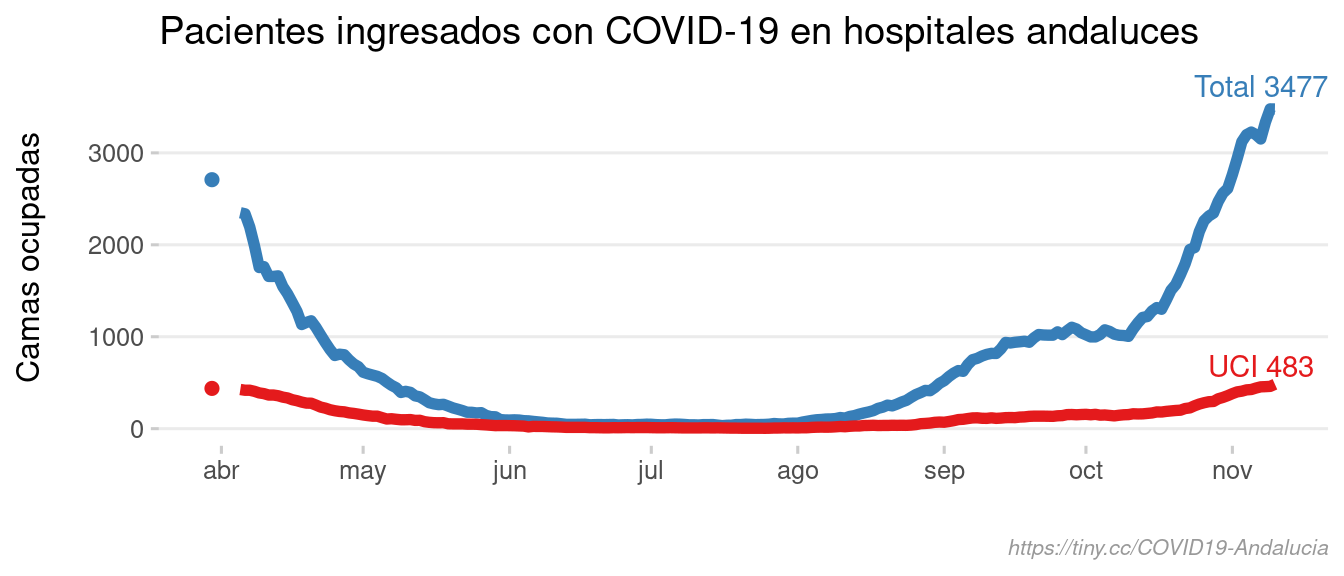 Pacientes ingresados con COVID-19 en hospitales andaluces
Total 3477
Camas ocupadas
3000
2000
1000
UCI 483
0
abr may jun jul ago sep oct nov
https://tiny.cc/COVID19-Andalucia